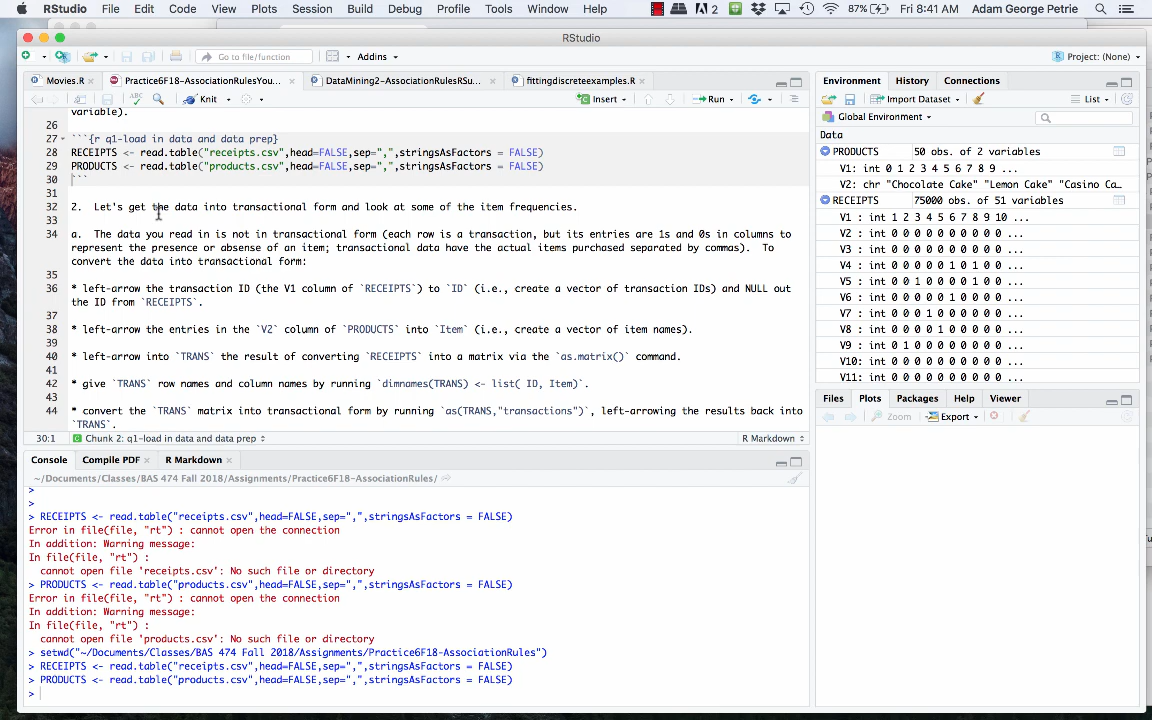 RStudio File Edit Code View Plots Session Build Debug Profile Tools Window Help 2 87% Fri 8:41 AM Adam George Petrie
RStudio
Go to file/function Addins Project: (None)
Movies.R Practice6F18-AssociationRulesYou... DataMining2-AssociationRulesRSu... fittingdiscreteexamples.R
Knit Insert Run
variable).
26
27 ```{r q1-load in data and data prep}
28 RECEIPTS <- read.table("receipts.csv",head=FALSE,sep=",",stringsAsFactors = FALSE)
29 PRODUCTS <- read.table("products.csv",head=FALSE,sep=",",stringsAsFactors = FALSE)
30 ```
31
32 2. Let's get the data into transactional form and look at some of the item frequencies.
33
34 a. The data you read in is not in transactional form (each row is a transaction, but its entries are 1s and 0s in columns to
represent the presence or absense of an item; transactional data have the actual items purchased separated by commas). To
convert the data into transactional form:
35
36 * left-arrow the transaction ID (the V1 column of `RECEIPTS`) to `ID` (i.e., create a vector of transaction IDs) and NULL out
the ID from `RECEIPTS`.
37
38 * left-arrow the entries in the `V2` column of `PRODUCTS` into `Item` (i.e., create a vector of item names).
39
40 * left-arrow into `TRANS` the result of converting `RECEIPTS` into a matrix via the `as.matrix()` command.
41
42 * give `TRANS` row names and column names by running `dimnames(TRANS) <- list( ID, Item)`.
43
44 * convert the `TRANS` matrix into transactional form by running `as(TRANS,"transactions")`, left-arrowing the results back into
`TRANS`.
30:1 Chunk 2: q1-load in data and data prep R Markdown
Console Compile PDF R Markdown
~/Documents/Classes/BAS 474 Fall 2018/Assignments/Practice6F18-AssociationRules/
>
>
> RECEIPTS <- read.table("receipts.csv",head=FALSE,sep=",",stringsAsFactors = FALSE)
Error in file(file, "rt") : cannot open the connection
In addition: Warning message:
In file(file, "rt") :
cannot open file 'receipts.csv': No such file or directory
> PRODUCTS <- read.table("products.csv",head=FALSE,sep=",",stringsAsFactors = FALSE)
Error in file(file, "rt") : cannot open the connection
In addition: Warning message:
In file(file, "rt") :
cannot open file 'products.csv': No such file or directory
> setwd("~/Documents/Classes/BAS 474 Fall 2018/Assignments/Practice6F18-AssociationRules")
> RECEIPTS <- read.table("receipts.csv",head=FALSE,sep=",",stringsAsFactors = FALSE)
> PRODUCTS <- read.table("products.csv",head=FALSE,sep=",",stringsAsFactors = FALSE)
>
Environment History Connections
Import Dataset List
Global Environment
Data
PRODUCTS 50 obs. of 2 variables
V1: int 0 1 2 3 4 5 6 7 8 9 ...
V2: chr "Chocolate Cake" "Lemon Cake" "Casino Ca...
RECEIPTS 75000 obs. of 51 variables
V1 : int 1 2 3 4 5 6 7 8 9 10 ...
V2 : int 0 0 0 0 0 0 0 0 0 0 ...
V3 : int 0 0 0 0 0 0 0 0 0 0 ...
V4 : int 0 0 0 0 0 1 0 1 0 0 ...
V5 : int 0 0 1 0 0 0 0 1 0 0 ...
V6 : int 0 0 0 0 0 1 0 0 0 0 ...
V7 : int 0 0 0 1 0 0 0 0 0 0 ...
V8 : int 0 0 0 0 1 0 0 0 0 0 ...
V9 : int 0 1 0 0 0 0 0 0 0 0 ...
V10: int 0 0 0 0 0 0 0 0 0 0 ...
V11: int 0 0 0 0 0 0 0 0 0 0 ...
Files Plots Packages Help Viewer
Zoom Export